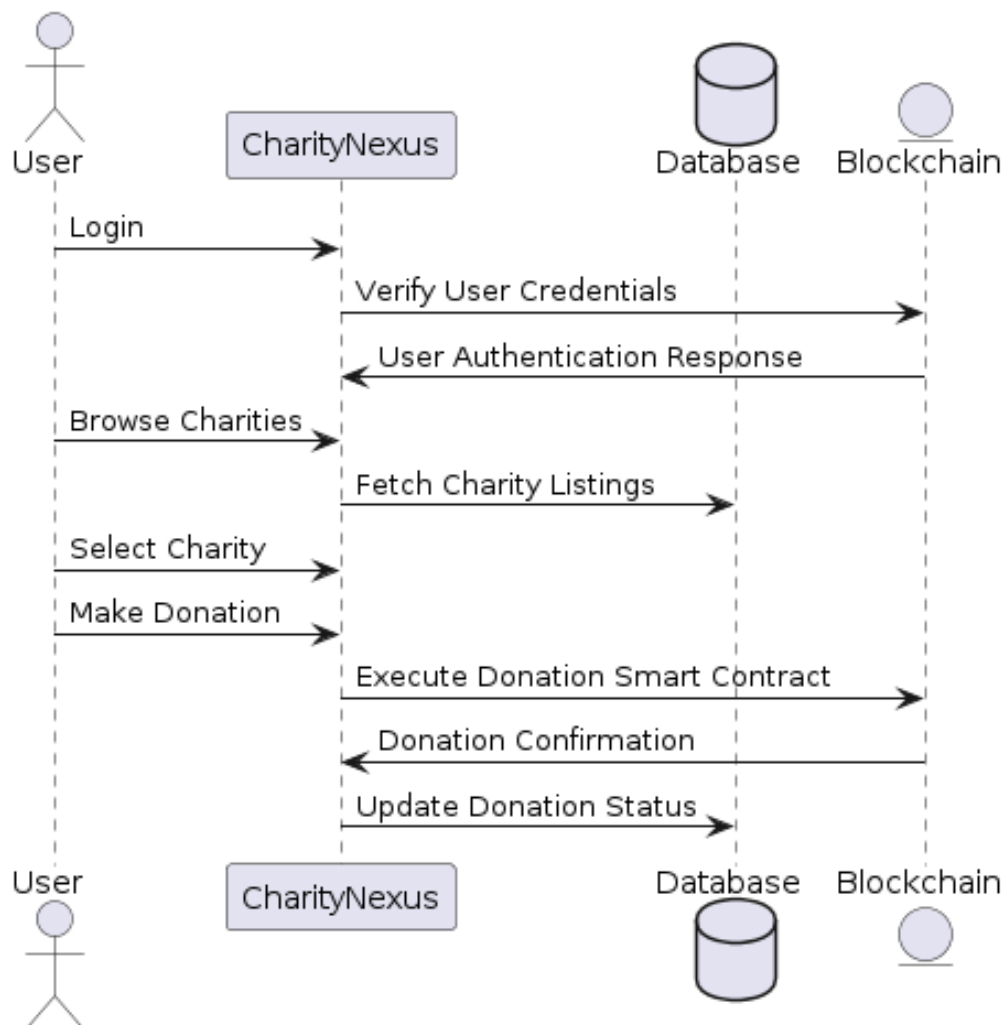 User
CharityNexus
Database
Blockchain
Login
Verify User Credentials
User Authentication Response
Browse Charities
Fetch Charity Listings
Select Charity
Make Donation
Execute Donation Smart Contract
Donation Confirmation
Update Donation Status
User
CharityNexus
Database
Blockchain